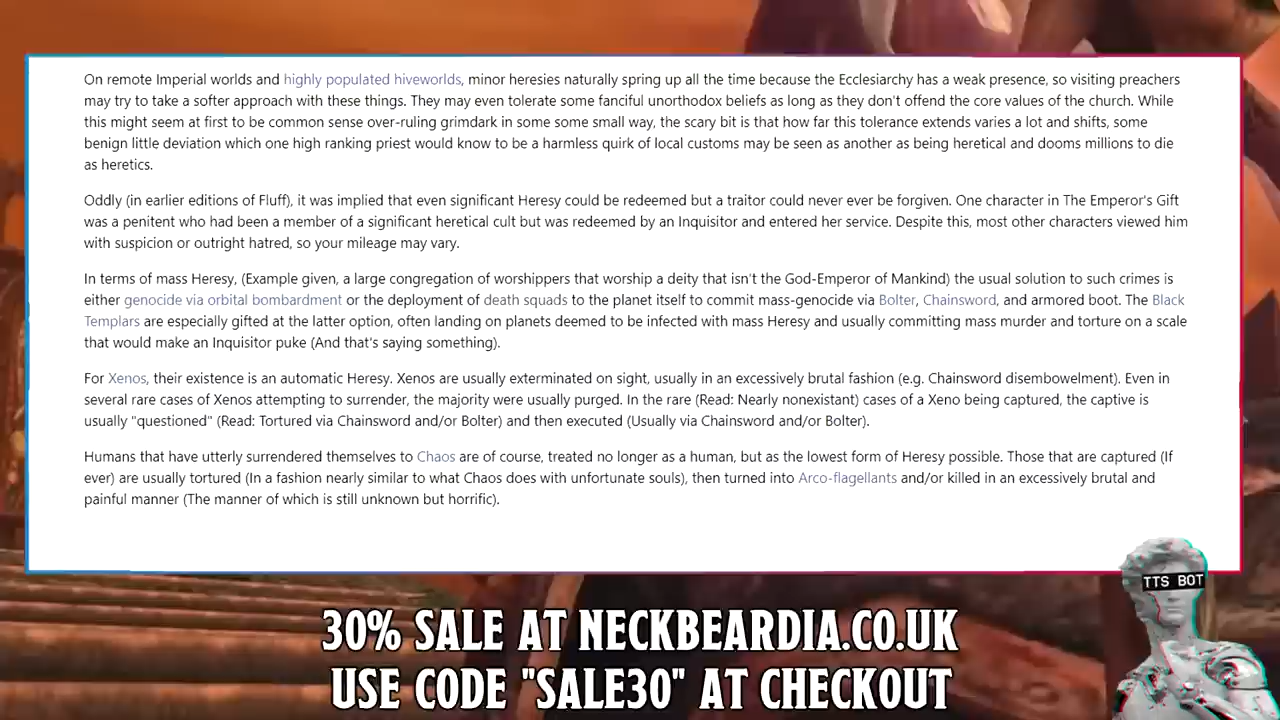 On remote Imperial worlds and highly populated hiveworlds, minor heresies naturally spring up all the time because the Ecclesiarchy has a weak presence, so visiting preachers
may try to take a softer approach with these things. They may even tolerate some fanciful unorthodox beliefs as long as they don't offend the core values of the church. While
this might seem at first to be common sense over-ruling grimdark in some some small way, the scary bit is that how far this tolerance extends varies a lot and shifts, some
benign little deviation which one high ranking priest would know to be a harmless quirk of local customs may be seen as another as being heretical and dooms millions to die
as heretics.
Oddly (in earlier editions of Fluff), it was implied that even significant Heresy could be redeemed but a traitor could never ever be forgiven. One character in The Emperor's Gift
was a penitent who had been a member of a significant heretical cult but was redeemed by an Inquisitor and entered her service. Despite this, most other characters viewed him
with suspicion or outright hatred, so your mileage may vary.
In terms of mass Heresy, (Example given, a large congregation of worshippers that worship a deity that isn't the God-Emperor of Mankind) the usual solution to such crimes is
either genocide via orbital bombardment or the deployment of death squads to the planet itself to commit mass-genocide via Bolter, Chainsword, and armored boot. The Black
Templars are especially gifted at the latter option, often landing on planets deemed to be infected with mass Heresy and usually committing mass murder and torture on a scale
that would make an Inquisitor puke (And that's saying something).
For Xenos, their existence is an automatic Heresy. Xenos are usually exterminated on sight, usually in an excessively brutal fashion (e.g. Chainsword disembowelment). Even in
several rare cases of Xenos attempting to surrender, the majority were usually purged. In the rare (Read: Nearly nonexistant) cases of a Xeno being captured, the captive is
usually "questioned" (Read: Tortured via Chainsword and/or Bolter) and then executed (Usually via Chainsword and/or Bolter).
Humans that have utterly surrendered themselves to Chaos are of course, treated no longer as a human, but as the lowest form of Heresy possible. Those that are captured (If
ever) are usually tortured (In a fashion nearly similar to what Chaos does with unfortunate souls), then turned into Arco-flagellants and/or killed in an excessively brutal and
painful manner (The manner of which is still unknown but horrific).
TTS BOT
30% SALE AT NECKBEARDIA.CO.UK
USE CODE "SALE30" AT CHECKOUT